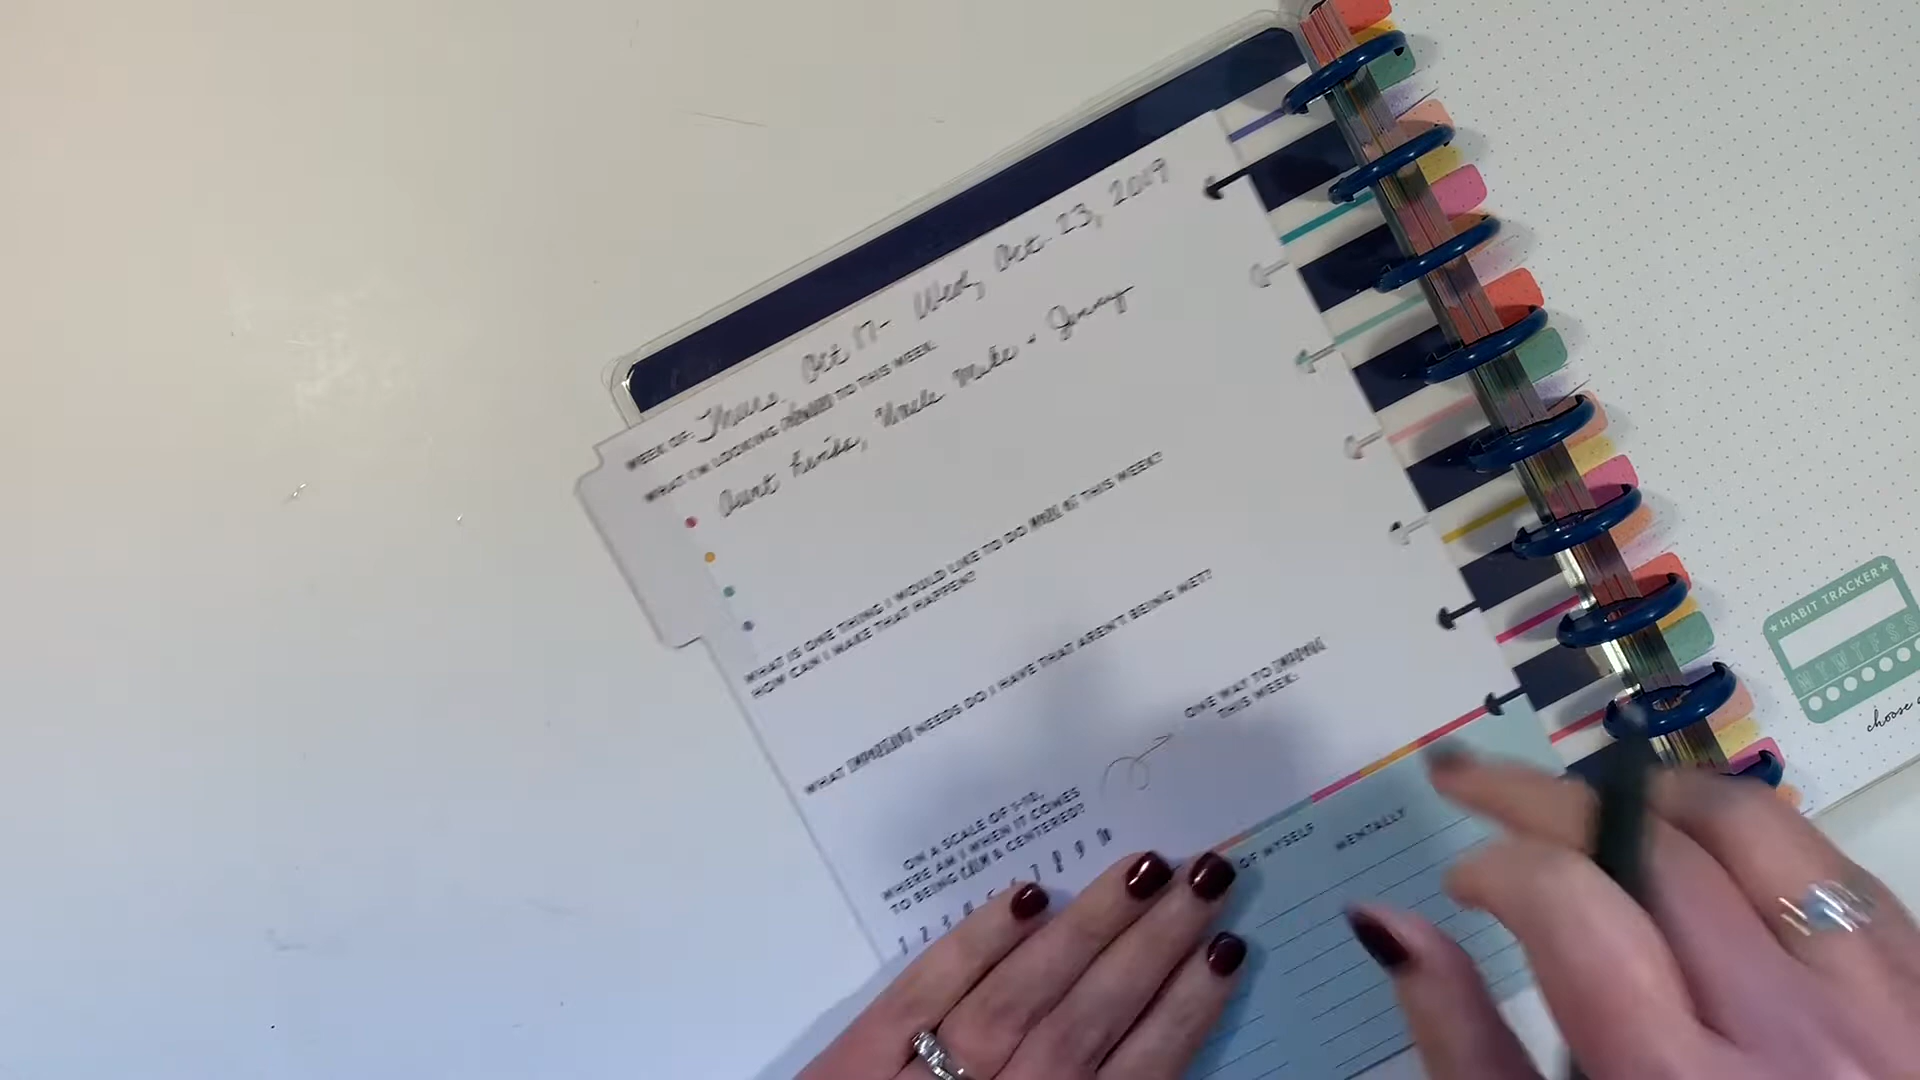 WEEK OF: Thurs. Oct 17 - Wed, Oct. 23, 2019
WHAT I'M LOOKING FORWARD TO THIS WEEK:
Aunt Kenda, Uncle Mike + Jenny
WHAT IS ONE THING I WOULD LIKE TO DO MORE OF THIS WEEK?
HOW CAN I MAKE THAT HAPPEN?
WHAT IMPORTANT NEEDS DO I HAVE THAT AREN'T BEING MET?
ONE WAY TO IMPROVE
THIS WEEK:
ON A SCALE OF 1-10,
WHERE AM I WHEN IT COMES
TO BEING CALM & CENTERED?
1 2 3 4 5 6 7 8 9 10
OF MYSELF
MENTALLY
★HABIT TRACKER★
M T W T F S S
choose